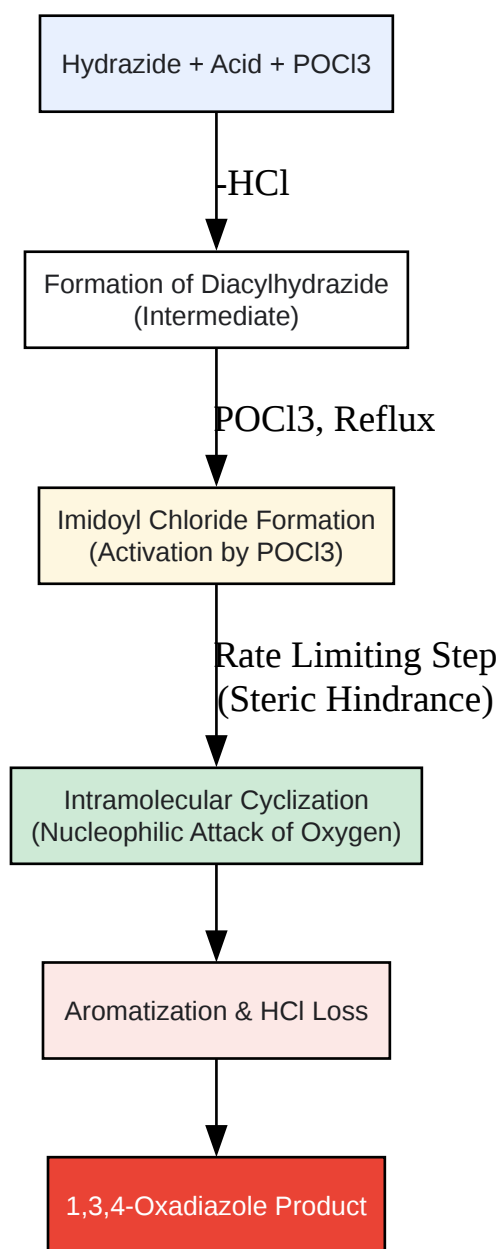 Hydrazide + Acid + POCl3
-HCl
Formation of Diacylhydrazide
(Intermediate)
POCl3, Reflux
Imidoyl Chloride Formation
(Activation by POCl3)
Rate Limiting Step
(Steric Hindrance)
Intramolecular Cyclization
(Nucleophilic Attack of Oxygen)
Aromatization & HCl Loss
1,3,4-Oxadiazole Product